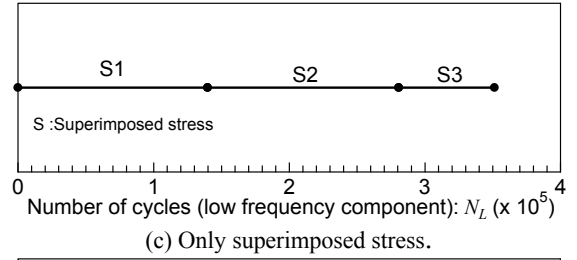 S1 S2 S3
S :Superimposed stress
0 1 2 3 4
Number of cycles (low frequency component): N_L (x 10^5)
(c) Only superimposed stress.